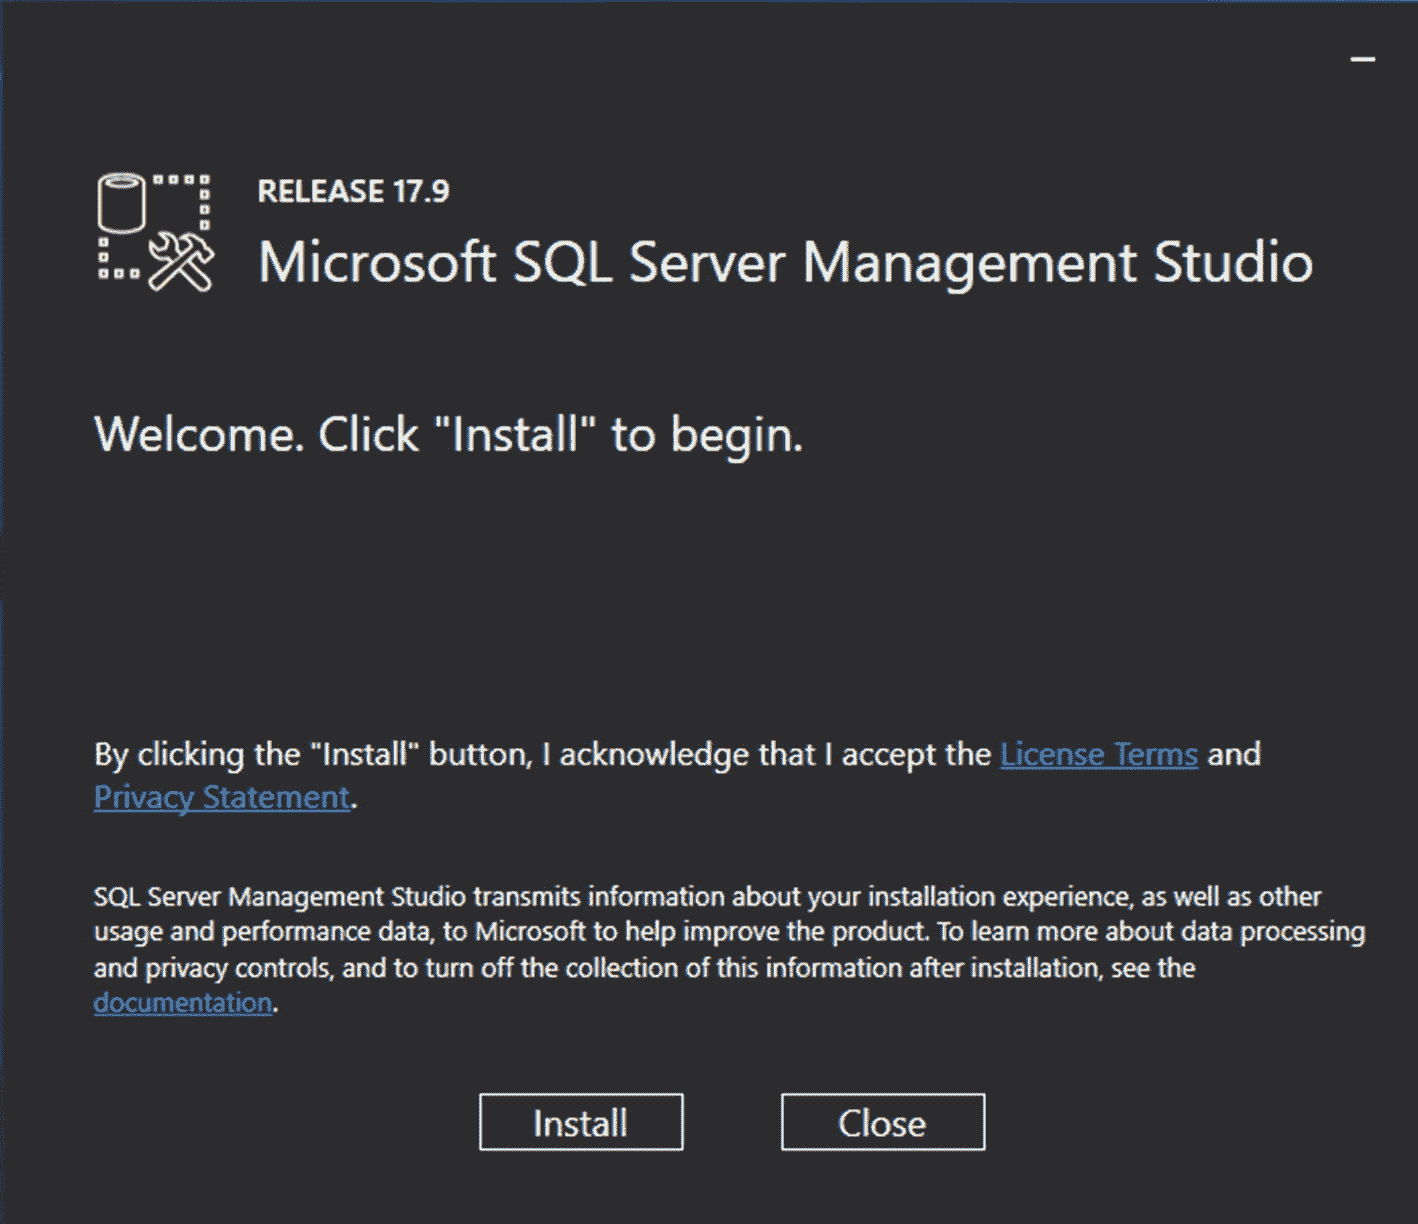 RELEASE 17.9
Microsoft SQL Server Management Studio
Welcome. Click "Install" to begin.
By clicking the "Install" button, I acknowledge that I accept the License Terms and
Privacy Statement.
SQL Server Management Studio transmits information about your installation experience, as well as other
usage and performance data, to Microsoft to help improve the product. To learn more about data processing
and privacy controls, and to turn off the collection of this information after installation, see the
documentation.
Install
Close